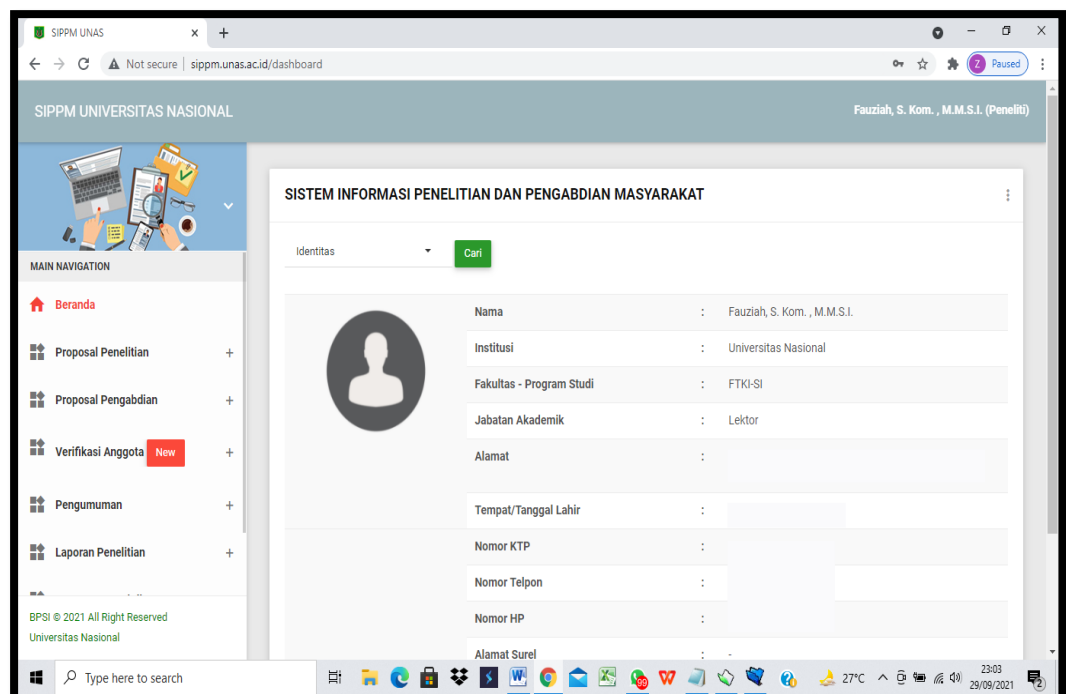 SIPPM UNAS
Not secure | sippm.unas.ac.id/dashboard
Z Paused
SIPPM UNIVERSITAS NASIONAL
Fauziah, S. Kom. , M.M.S.I. (Peneliti)
SISTEM INFORMASI PENELITIAN DAN PENGABDIAN MASYARAKAT
Identitas
Cari
MAIN NAVIGATION
Beranda
Proposal Penelitian +
Proposal Pengabdian +
Verifikasi Anggota New +
Pengumuman +
Laporan Penelitian +
BPSI © 2021 All Right Reserved
Universitas Nasional
Nama : Fauziah, S. Kom. , M.M.S.I.
Institusi : Universitas Nasional
Fakultas - Program Studi : FTKI-SI
Jabatan Akademik : Lektor
Alamat :
Tempat/Tanggal Lahir :
Nomor KTP :
Nomor Telpon :
Nomor HP :
Alamat Surel : -
Type here to search
99
27°C
23:03
29/09/2021
2